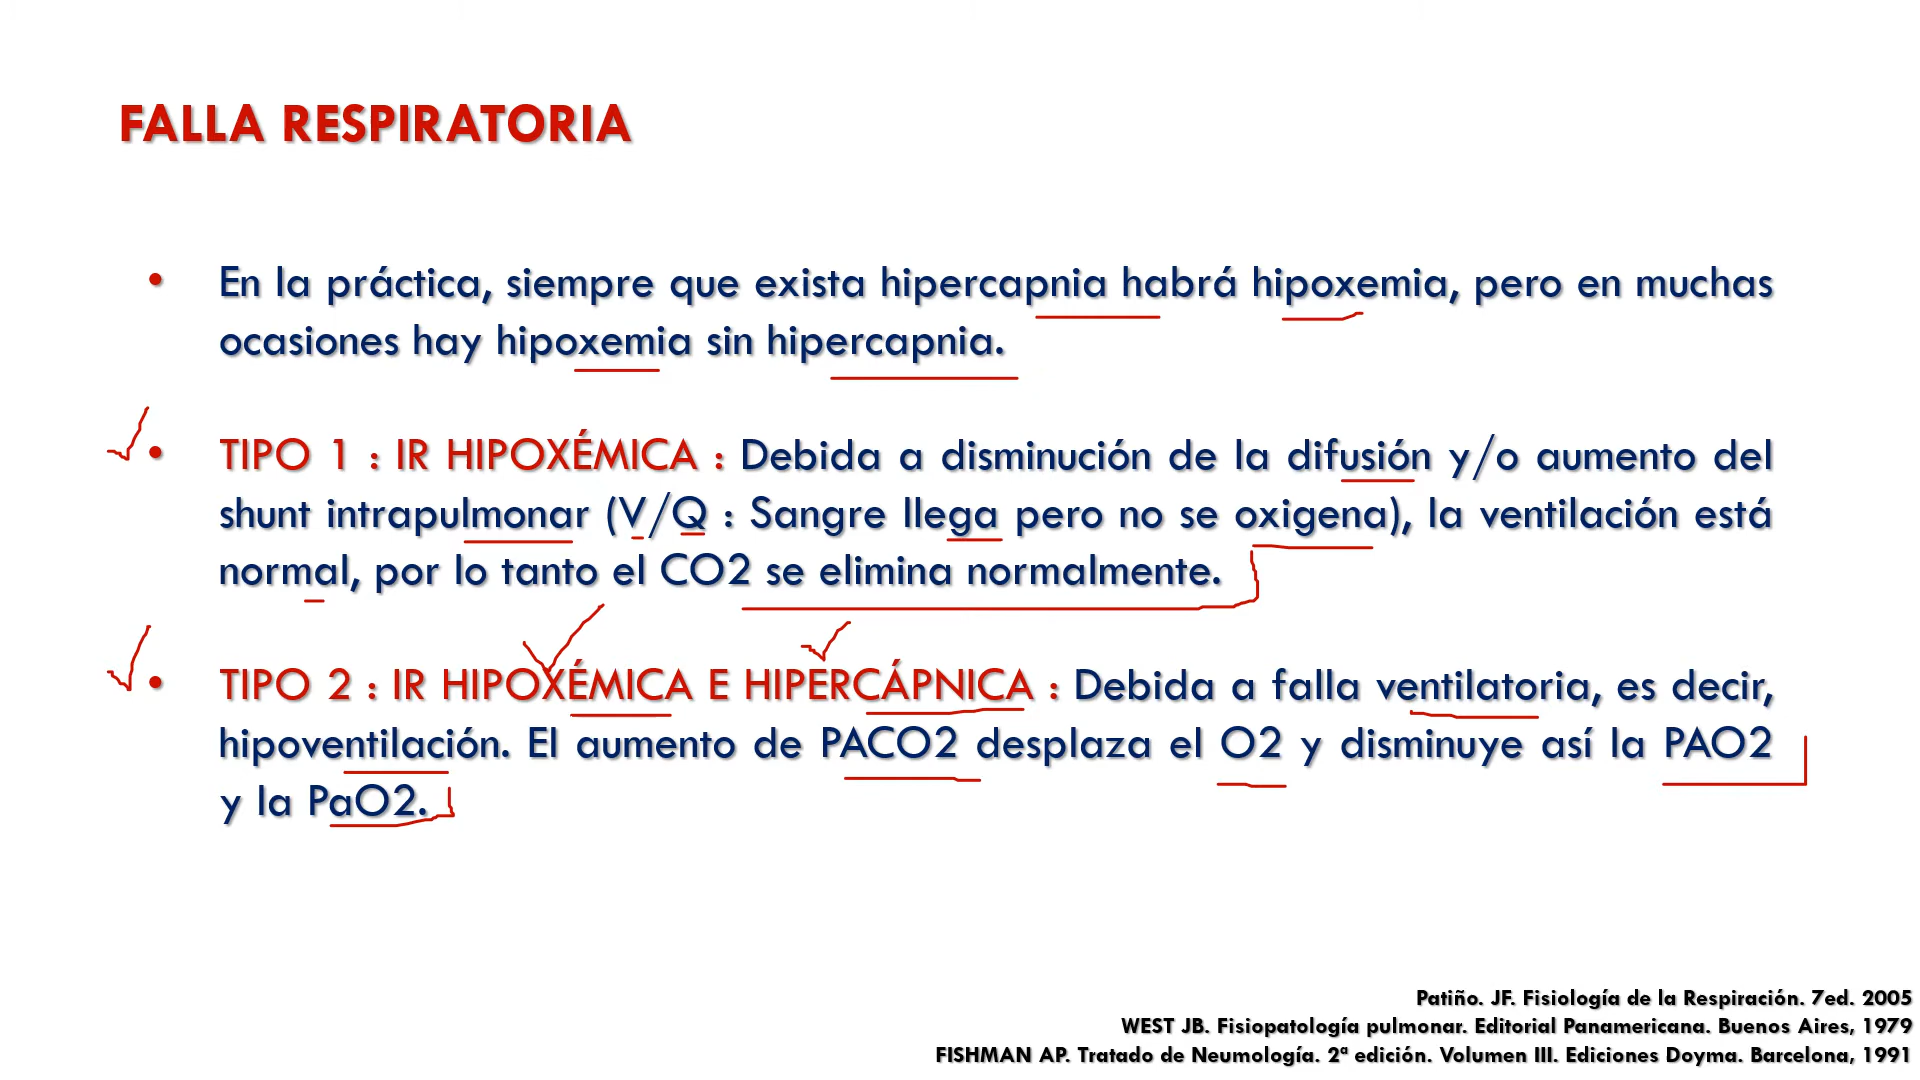 FALLA RESPIRATORIA
• En la práctica, siempre que exista hipercapnia habrá hipoxemia, pero en muchas
ocasiones hay hipoxemia sin hipercapnia.
• TIPO 1 : IR HIPOXÉMICA : Debida a disminución de la difusión y/o aumento del
shunt intrapulmonar (V/Q : Sangre llega pero no se oxigena), la ventilación está
normal, por lo tanto el CO2 se elimina normalmente.
• TIPO 2 : IR HIPOXÉMICA E HIPERCÁPNICA : Debida a falla ventilatoria, es decir,
hipoventilación. El aumento de PACO2 desplaza el O2 y disminuye así la PAO2
y la PaO2.
Patiño. JF. Fisiología de la Respiración. 7ed. 2005
WEST JB. Fisiopatología pulmonar. Editorial Panamericana. Buenos Aires, 1979
FISHMAN AP. Tratado de Neumología. 2ª edición. Volumen III. Ediciones Doyma. Barcelona, 1991